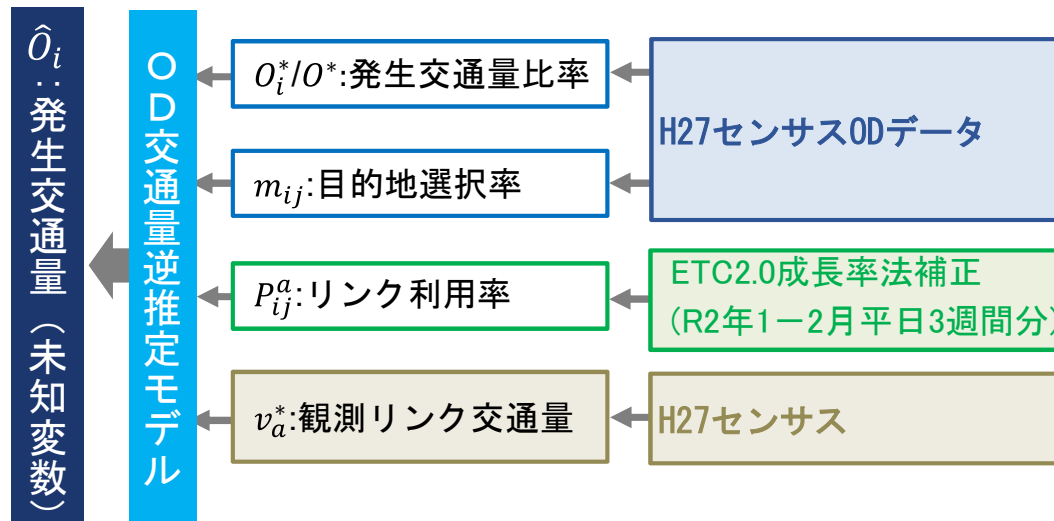 Ô_i:発生交通量（未知変数）
ＯＤ交通量逆推定モデル
O_i^*/O^*:発生交通量比率
m_{ij}:目的地選択率
P_{ij}^a:リンク利用率
v_a^*:観測リンク交通量
H27センサスODデータ
ETC2.0成長率法補正
(R2年1－2月平日3週間分)
H27センサス